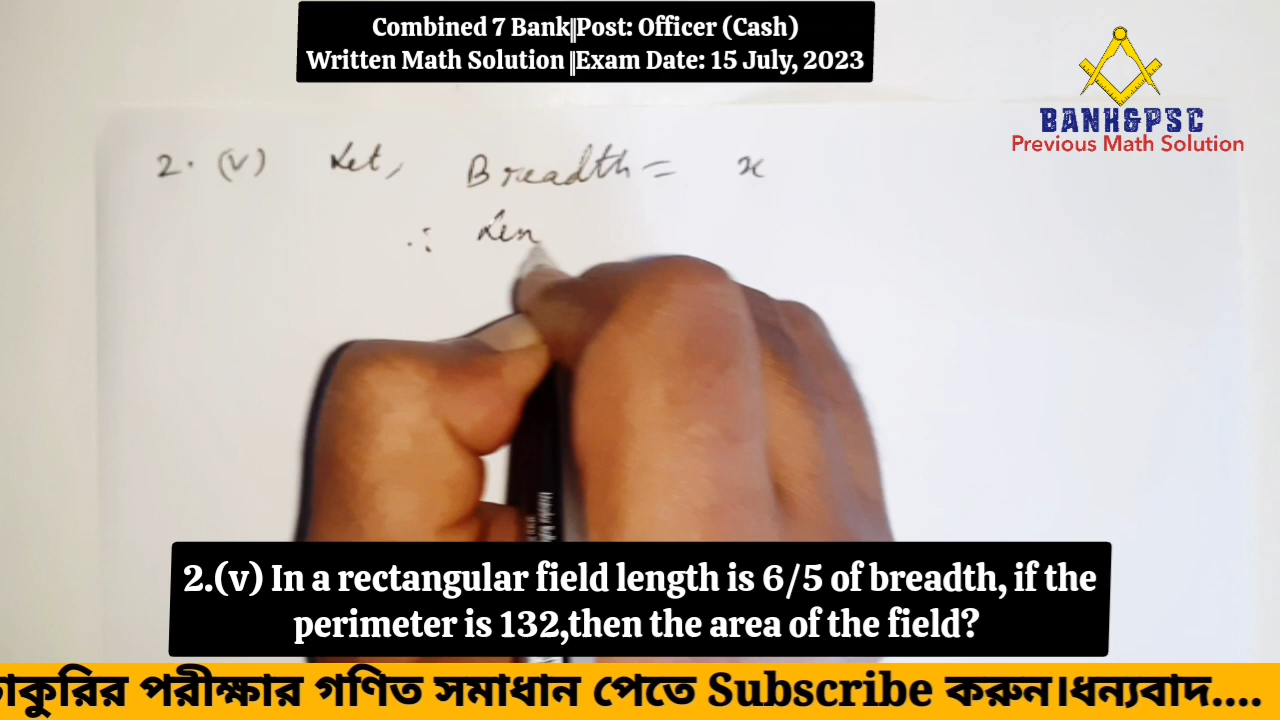 Combined 7 Bank||Post: Officer (Cash)
Written Math Solution ||Exam Date: 15 July, 2023
BANK&PSC
Previous Math Solution
2. (v) Let, Breadth = x
∴ Len
2.(v) In a rectangular field length is 6/5 of breadth, if the
perimeter is 132,then the area of the field?
চাকুরির পরীক্ষার গণিত সমাধান পেতে Subscribe করুন।ধন্যবাদ....